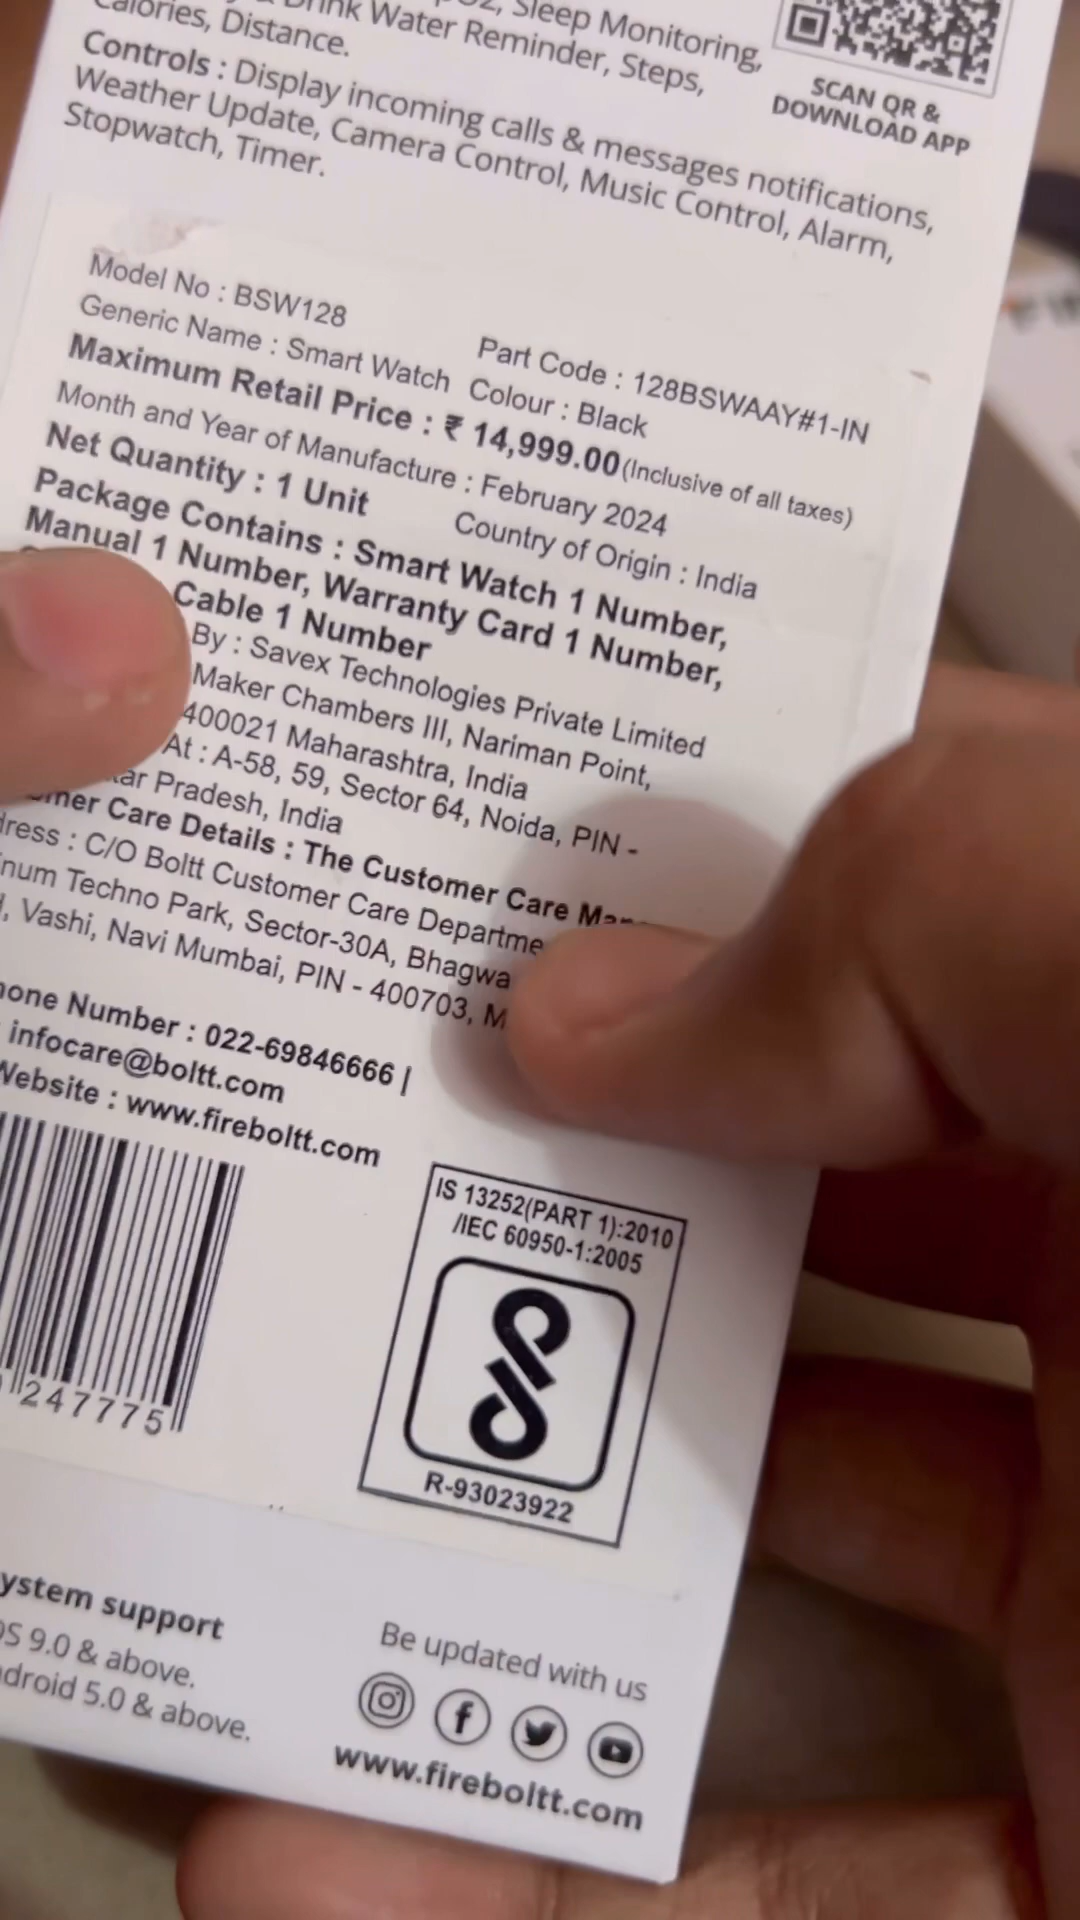 Drink Water Reminder, Steps,
Sleep Monitoring,
Calories, Distance.
Controls : Display incoming calls & messages notifications,
Weather Update, Camera Control, Music Control, Alarm,
Stopwatch, Timer.
SCAN QR &
DOWNLOAD APP
Model No : BSW128
Part Code : 128BSWAAY#1-IN
Generic Name : Smart Watch Colour : Black
Maximum Retail Price : ₹ 14,999.00(Inclusive of all taxes)
Month and Year of Manufacture : February 2024
Net Quantity : 1 Unit
Country of Origin : India
Package Contains : Smart Watch 1 Number,
Manual 1 Number, Warranty Card 1 Number,
Cable 1 Number
By : Savex Technologies Private Limited
Maker Chambers III, Nariman Point,
400021 Maharashtra, India
At : A-58, 59, Sector 64, Noida, PIN -
Pradesh, India
Care Details : The Customer Care
: C/O Boltt Customer Care
Techno Park, Sector-30A,
Vashi, Navi Mumbai, PIN - 400703,
Number : 022-69846666 |
infocare@boltt.com
Website : www.fireboltt.com
247775
IS 13252(PART 1):2010
/IEC 60950-1:2005
R-93023922
support
9.0 & above.
5.0 & above.
Be updated with us
www.fireboltt.com